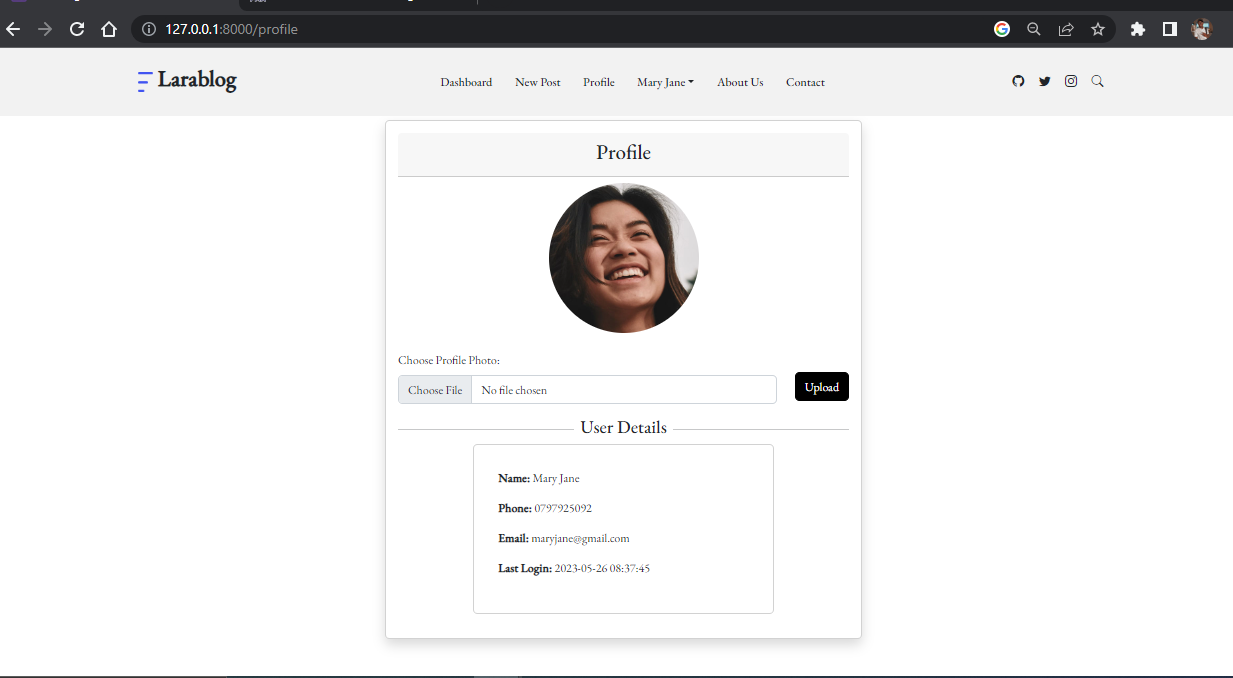 127.0.0.1:8000/profile
Larablog
Dashboard New Post Profile Mary Jane About Us Contact
Profile
Choose Profile Photo:
Choose File No file chosen Upload
User Details
Name: Mary Jane
Phone: 0797925092
Email: maryjane@gmail.com
Last Login: 2023-05-26 08:37:45